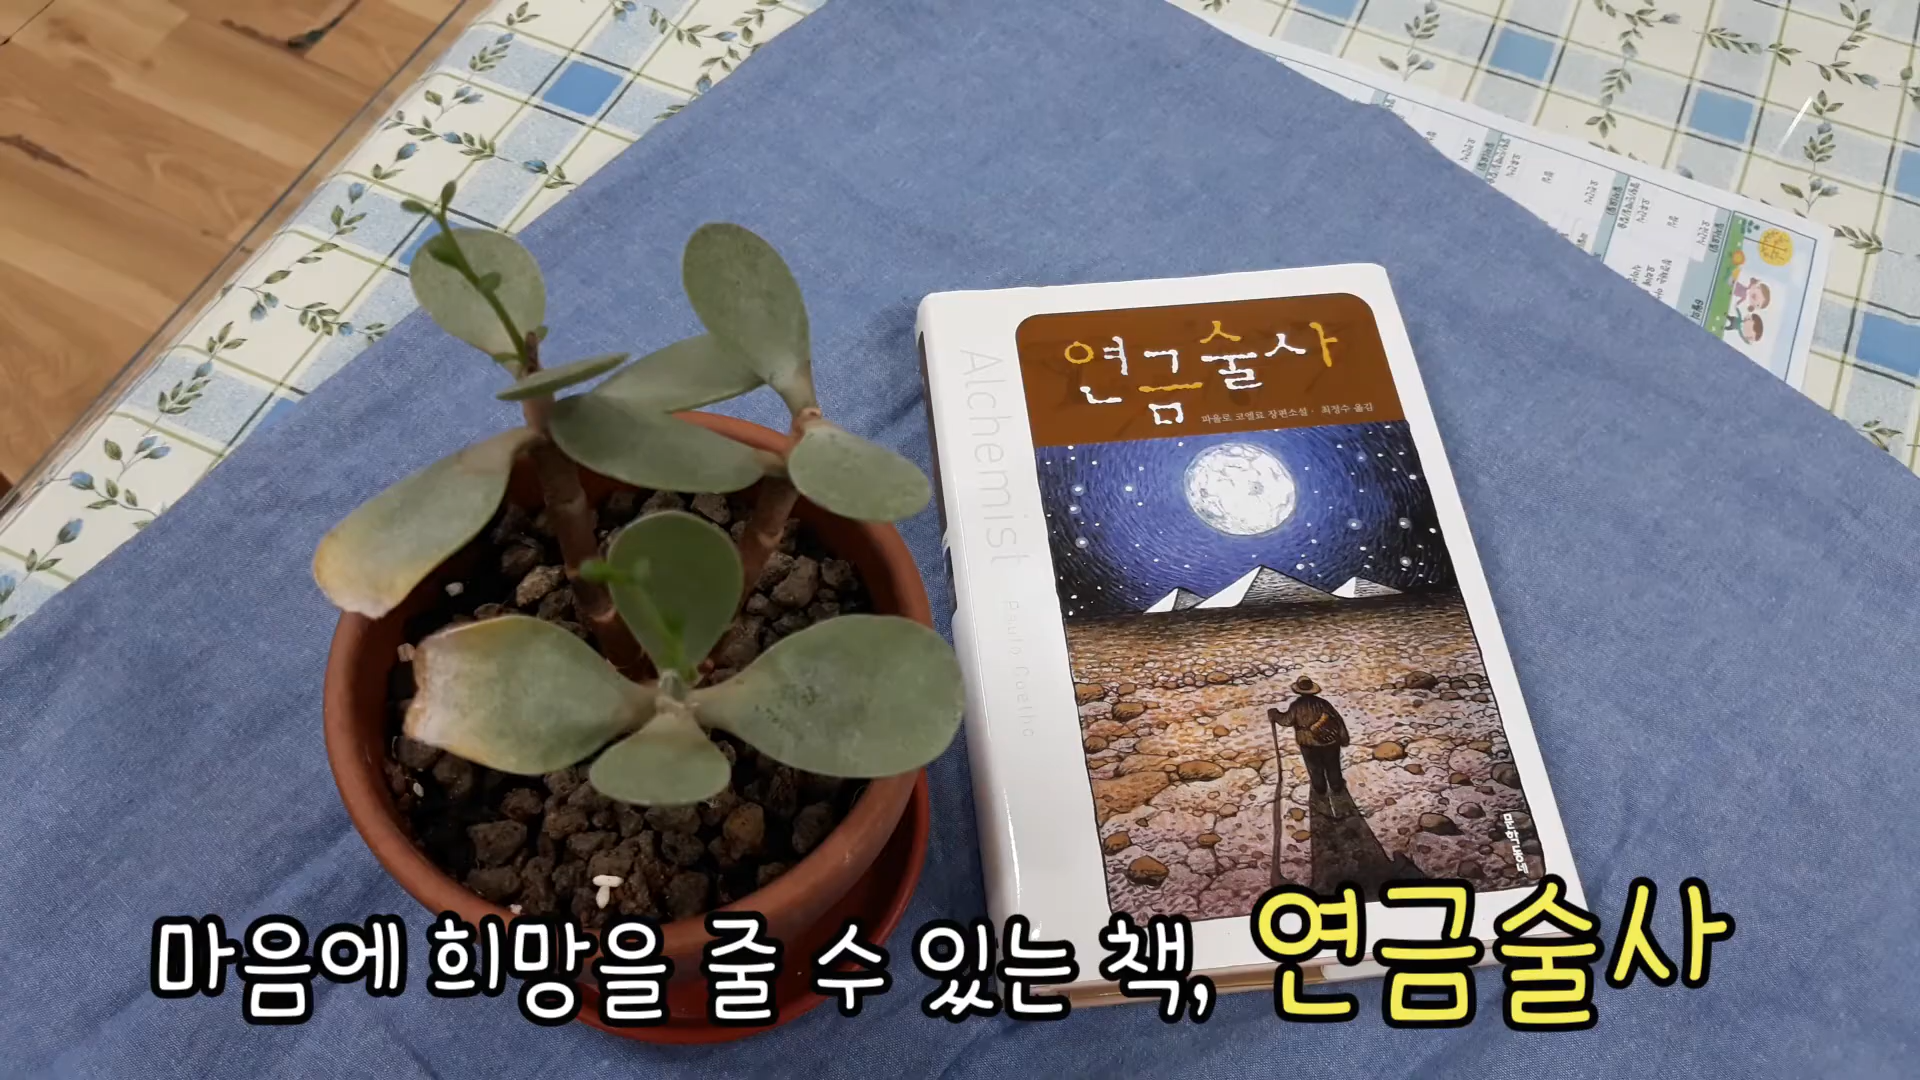 연금술사
파울로 코엘료 장편소설 · 최정수 옮김
Alchemist
Paulo Coelho
문학동네
마음에 희망을 줄 수 있는 책, 연금술사